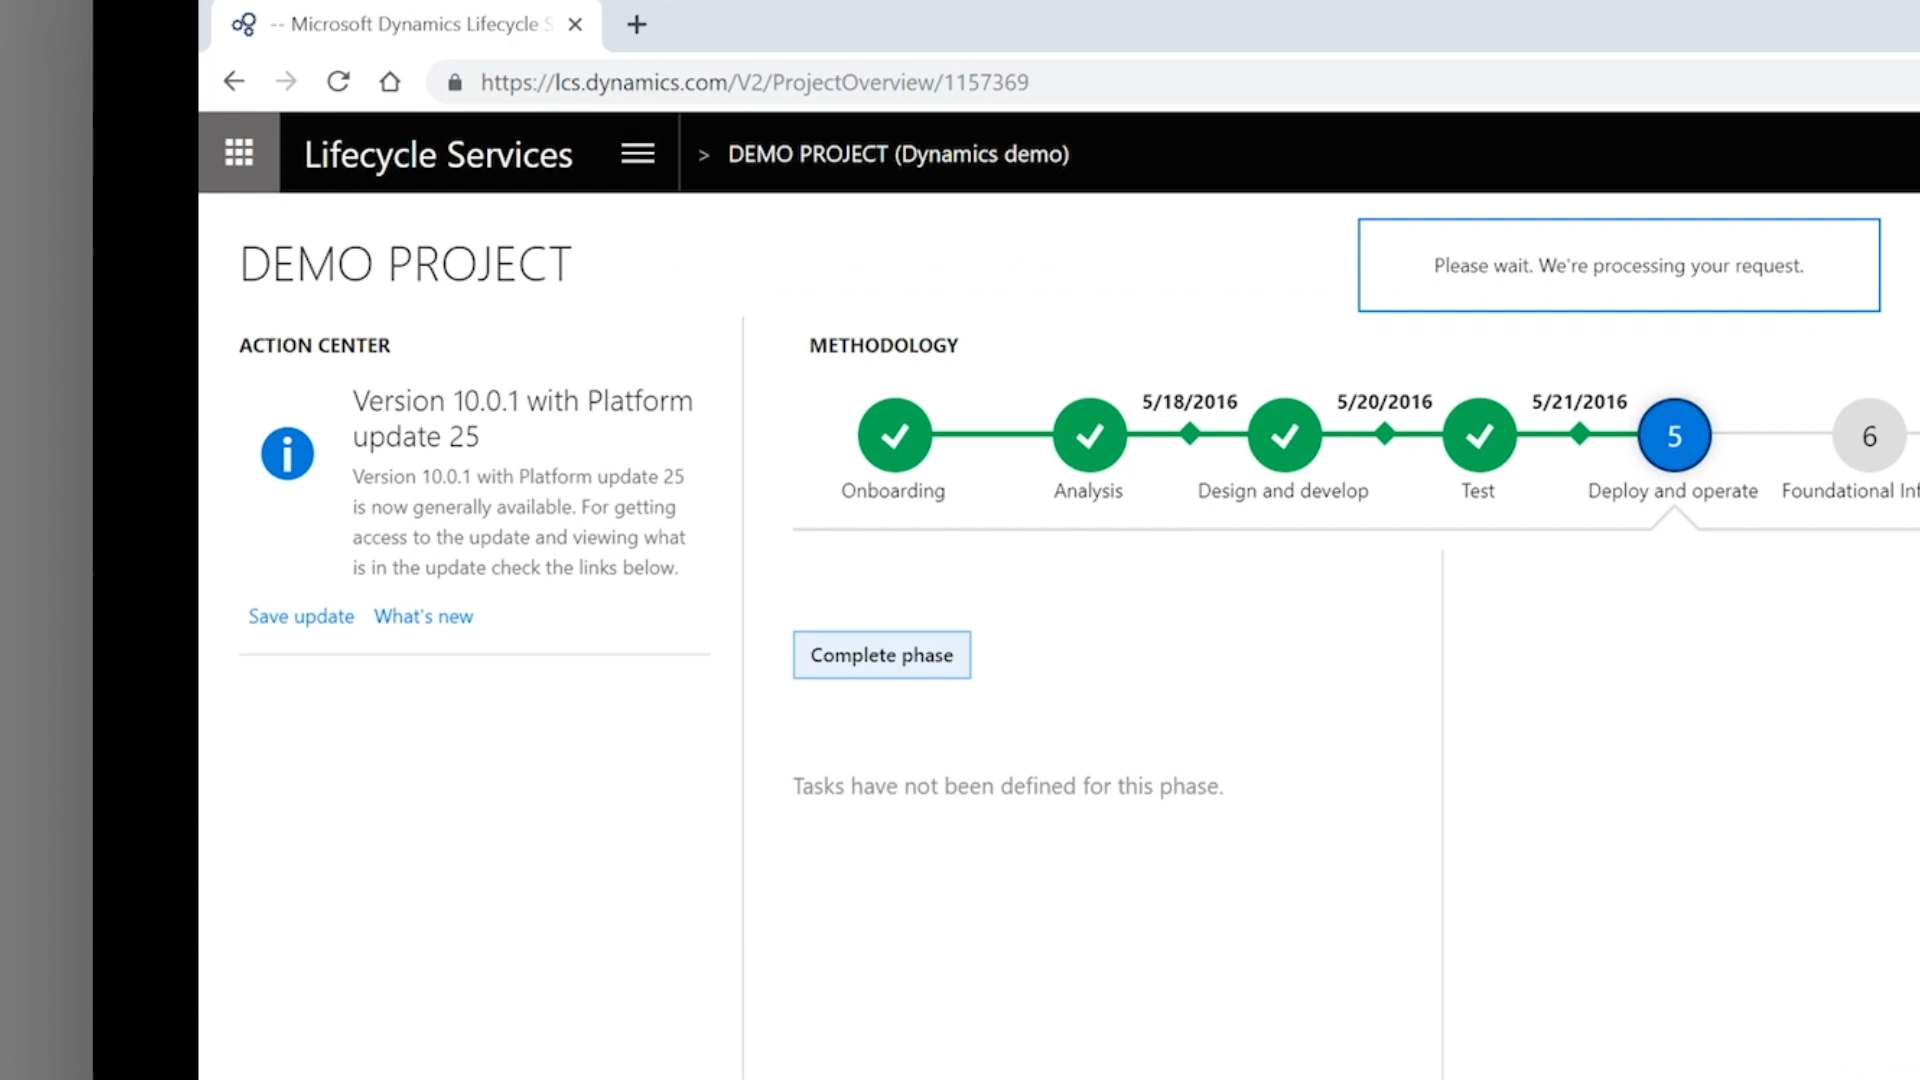 -- Microsoft Dynamics Lifecycle S
https://lcs.dynamics.com/V2/ProjectOverview/1157369
Lifecycle Services
> DEMO PROJECT (Dynamics demo)
DEMO PROJECT
Please wait. We're processing your request.
ACTION CENTER
Version 10.0.1 with Platform
update 25
Version 10.0.1 with Platform update 25
is now generally available. For getting
access to the update and viewing what
is in the update check the links below.
Save update What's new
METHODOLOGY
5/18/2016 5/20/2016 5/21/2016
5 6
Onboarding Analysis Design and develop Test Deploy and operate Foundational Inf
Complete phase
Tasks have not been defined for this phase.